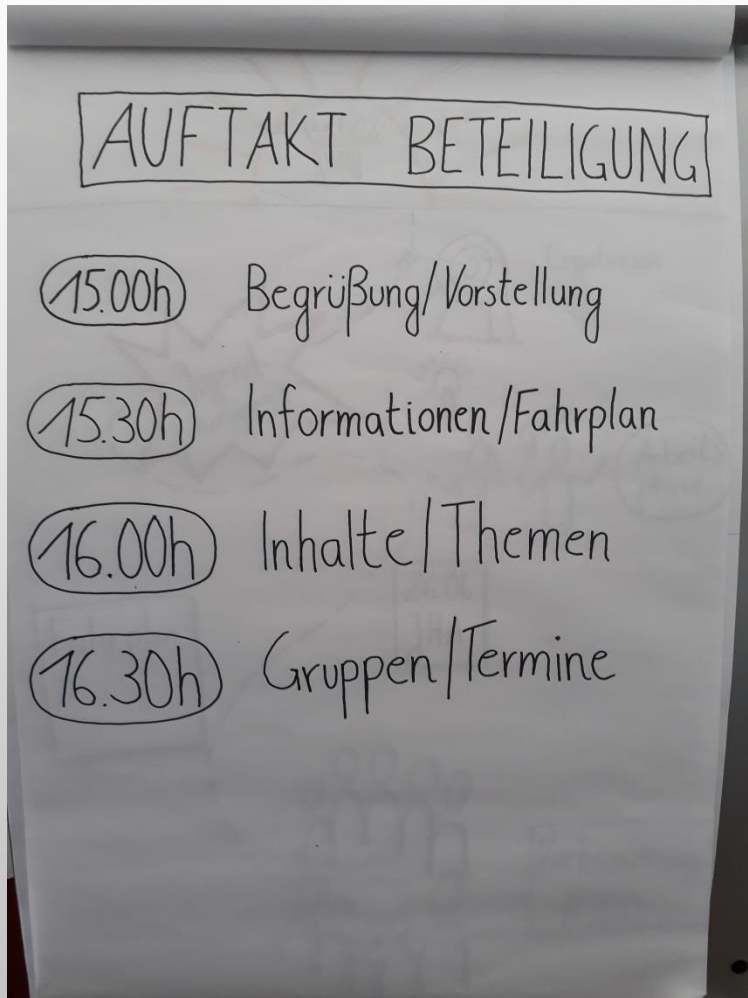 AUFTAKT BETEILIGUNG
15.00h Begrüßung/Vorstellung
15.30h Informationen/Fahrplan
16.00h Inhalte/Themen
16.30h Gruppen/Termine